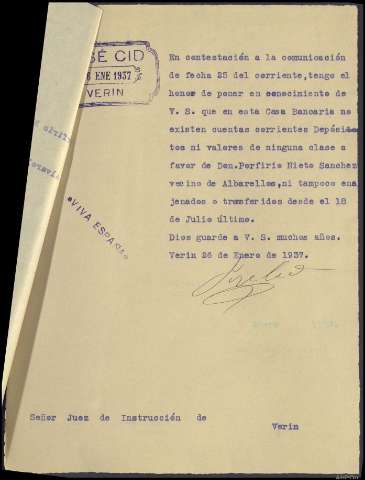 SÉ CID
ENE 1937
VERIN
En contestación a la comunicación
de fecha 25 del corriente,tengo el
honor de poner en conocimiento de
V. S. que en esta Casa Bancaria no
existen cuentas corrientes Depósito
tos ni valores de ninguna clase a
favor de Don.Porfirio Nieto Sanchez
vecino de Albarellos,ni tampoco ena
jenados o transferidos desde el 18
de Julio último.
Dios guarde a V. S. muchos años.
Verin 26 de Enero de 1937.
¡VIVA ESPAÑA!
Señor Juez de Instrucción de
Verin